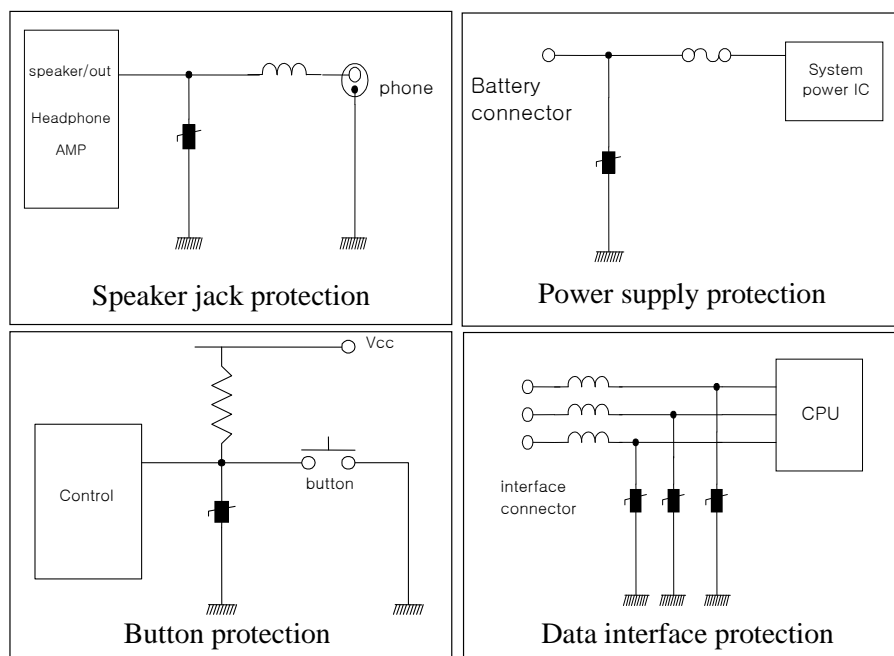 speaker/out
Headphone
AMP
phone
Speaker jack protection
Battery
connector
System
power IC
Power supply protection
Vcc
Control
button
Button protection
CPU
interface
connector
Data interface protection